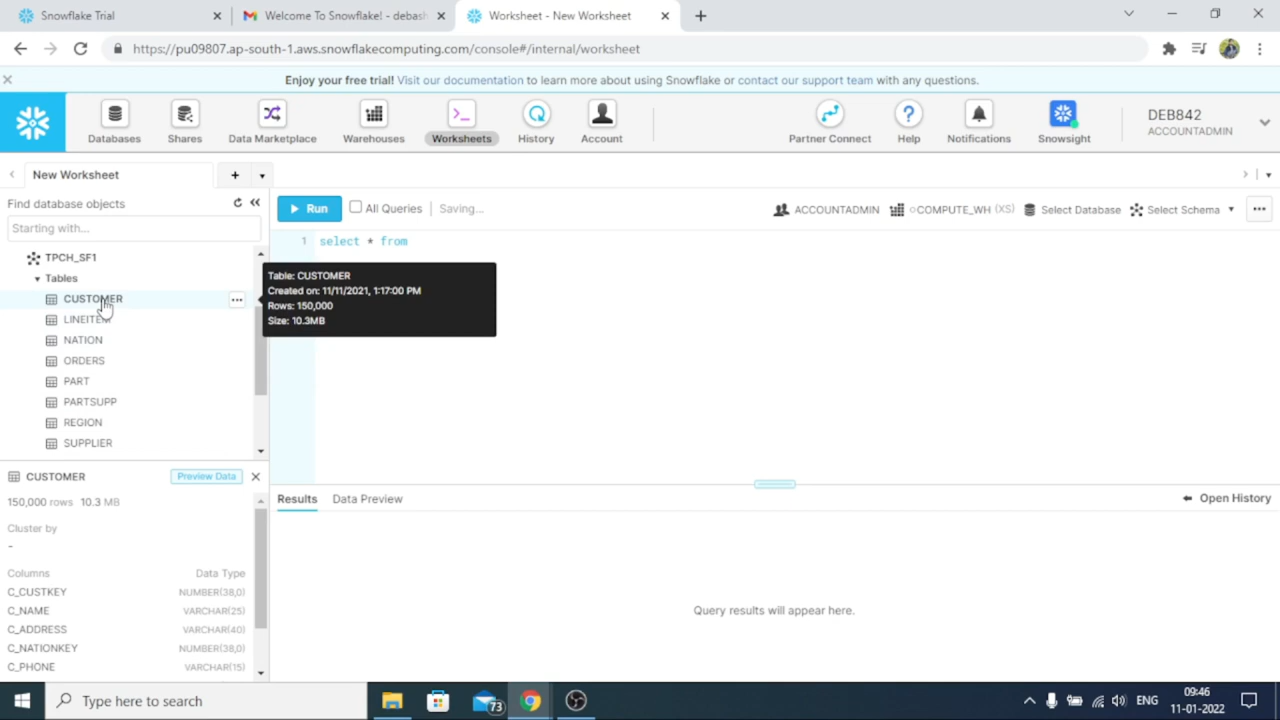 Snowflake Trial
Welcome To Snowflake! - debash
Worksheet - New Worksheet
https://pu09807.ap-south-1.aws.snowflakecomputing.com/console#/internal/worksheet
Enjoy your free trial! Visit our documentation to learn more about using Snowflake or contact our support team with any questions.
Databases
Shares
Data Marketplace
Warehouses
Worksheets
History
Account
Partner Connect
Help
Notifications
Snowsight
DEB842
ACCOUNTADMIN
New Worksheet
Find database objects
Starting with...
Run
All Queries
Saving...
ACCOUNTADMIN
COMPUTE_WH (XS)
Select Database
Select Schema
1 select * from
TPCH_SF1
Tables
CUSTOMER
NATION
ORDERS
PART
PARTSUPP
REGION
SUPPLIER
Table: CUSTOMER
Created on: 11/11/2021, 1:17:00 PM
Rows: 150,000
Size: 10.3MB
CUSTOMER
Preview Data
150,000 rows 10.3 MB
Cluster by
-
Columns Data Type
C_CUSTKEY NUMBER(38,0)
C_NAME VARCHAR(25)
C_ADDRESS VARCHAR(40)
C_NATIONKEY NUMBER(38,0)
C_PHONE VARCHAR(15)
Results
Data Preview
Open History
Query results will appear here.
Type here to search
73
ENG
09:46
11-01-2022